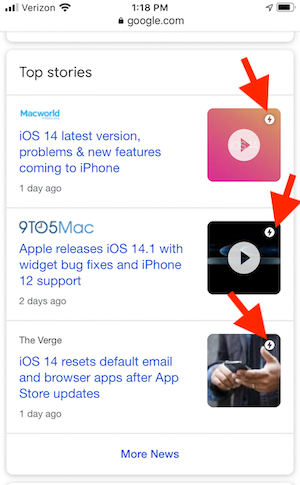 Verizon 1:18 PM
google.com
Top stories
Macworld
iOS 14 latest version,
problems & new features
coming to iPhone
1 day ago
9TO5Mac
Apple releases iOS 14.1 with
widget bug fixes and iPhone
12 support
2 days ago
The Verge
iOS 14 resets default email
and browser apps after App
Store updates
1 day ago
More News